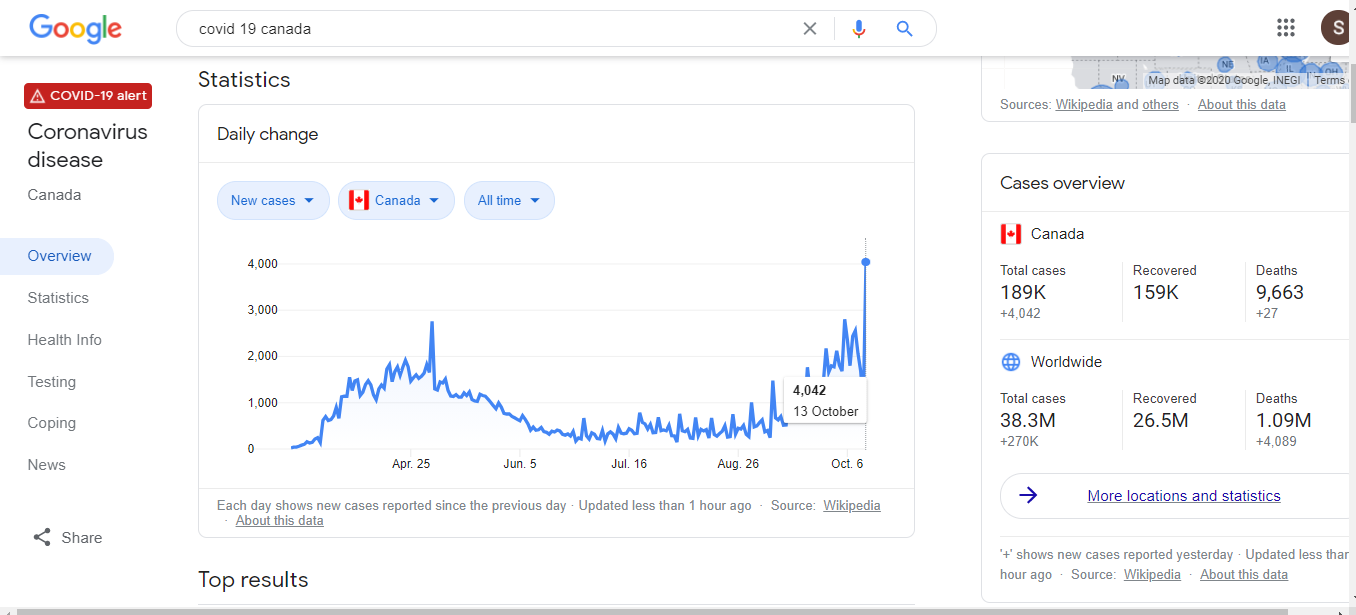 Google
covid 19 canada
S
COVID-19 alert
Coronavirus
disease
Canada
Overview
Statistics
Health Info
Testing
Coping
News
Share
Statistics
Daily change
New cases
Canada
All time
4,000
3,000
2,000
1,000
0
4,042
13 October
Apr. 25
Jun. 5
Jul. 16
Aug. 26
Oct. 6
Each day shows new cases reported since the previous day · Updated less than 1 hour ago · Source: Wikipedia
· About this data
Top results
NE
IA
IL
OH
NV
Map data ©2020 Google, INEGI
Terms
Sources: Wikipedia and others · About this data
Cases overview
Canada
Total cases
189K
+4,042
Recovered
159K
Deaths
9,663
+27
Worldwide
Total cases
38.3M
+270K
Recovered
26.5M
Deaths
1.09M
+4,089
More locations and statistics
'+' shows new cases reported yesterday · Updated less than
hour ago · Source: Wikipedia · About this data